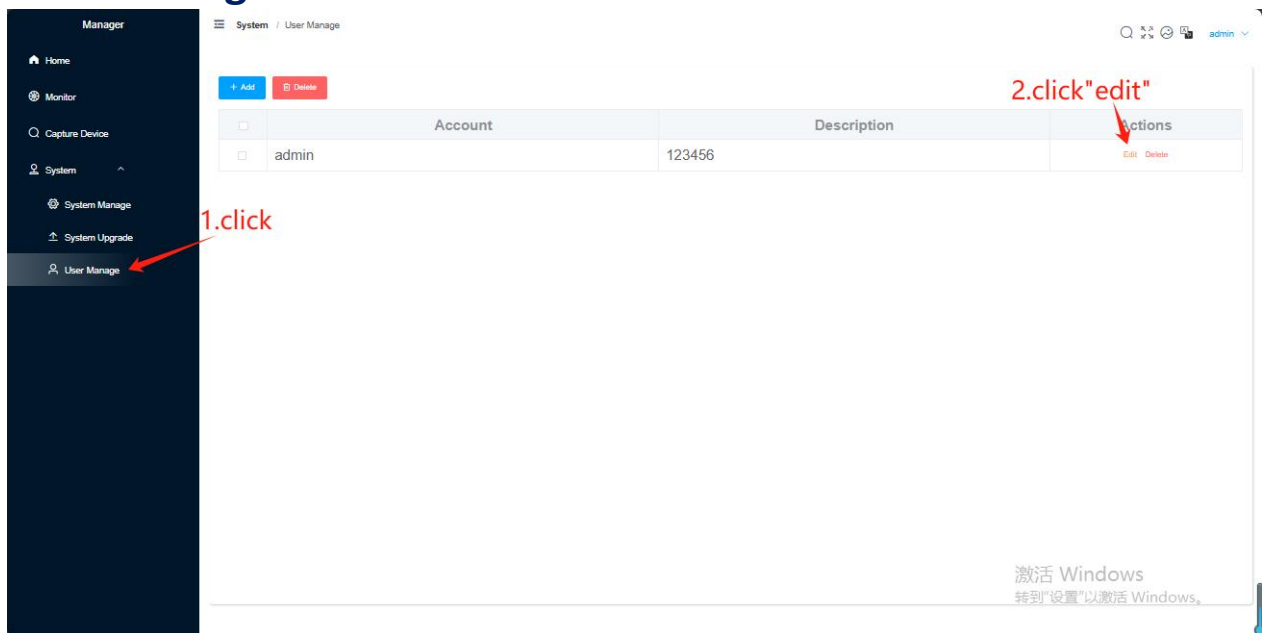 Manager
System / User Manage
admin
Home
+ Add
Delete
Monitor
2.click"edit"
Account
Description
Actions
Capture Device
admin
123456
Edit
Delete
System
System Manage
1.click
System Upgrade
User Manage
激活 Windows
转到"设置"以激活 Windows。